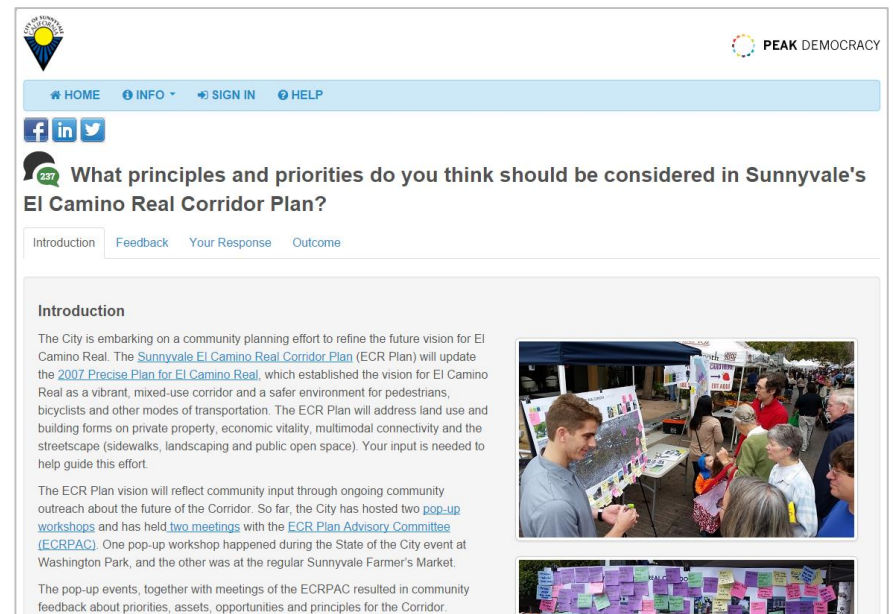 CITY OF SUNNYVALE
CALIFORNIA
PEAK DEMOCRACY
HOME INFO SIGN IN HELP
237 What principles and priorities do you think should be considered in Sunnyvale's
El Camino Real Corridor Plan?
Introduction Feedback Your Response Outcome
Introduction
The City is embarking on a community planning effort to refine the future vision for El
Camino Real. The Sunnyvale El Camino Real Corridor Plan (ECR Plan) will update
the 2007 Precise Plan for El Camino Real, which established the vision for El Camino
Real as a vibrant, mixed-use corridor and a safer environment for pedestrians,
bicyclists and other modes of transportation. The ECR Plan will address land use and
building forms on private property, economic vitality, multimodal connectivity and the
streetscape (sidewalks, landscaping and public open space). Your input is needed to
help guide this effort.
The ECR Plan vision will reflect community input through ongoing community
outreach about the future of the Corridor. So far, the City has hosted two pop-up
workshops and has held two meetings with the ECR Plan Advisory Committee
(ECRPAC). One pop-up workshop happened during the State of the City event at
Washington Park, and the other was at the regular Sunnyvale Farmer's Market.
The pop-up events, together with meetings of the ECRPAC resulted in community
feedback about priorities, assets, opportunities and principles for the Corridor.